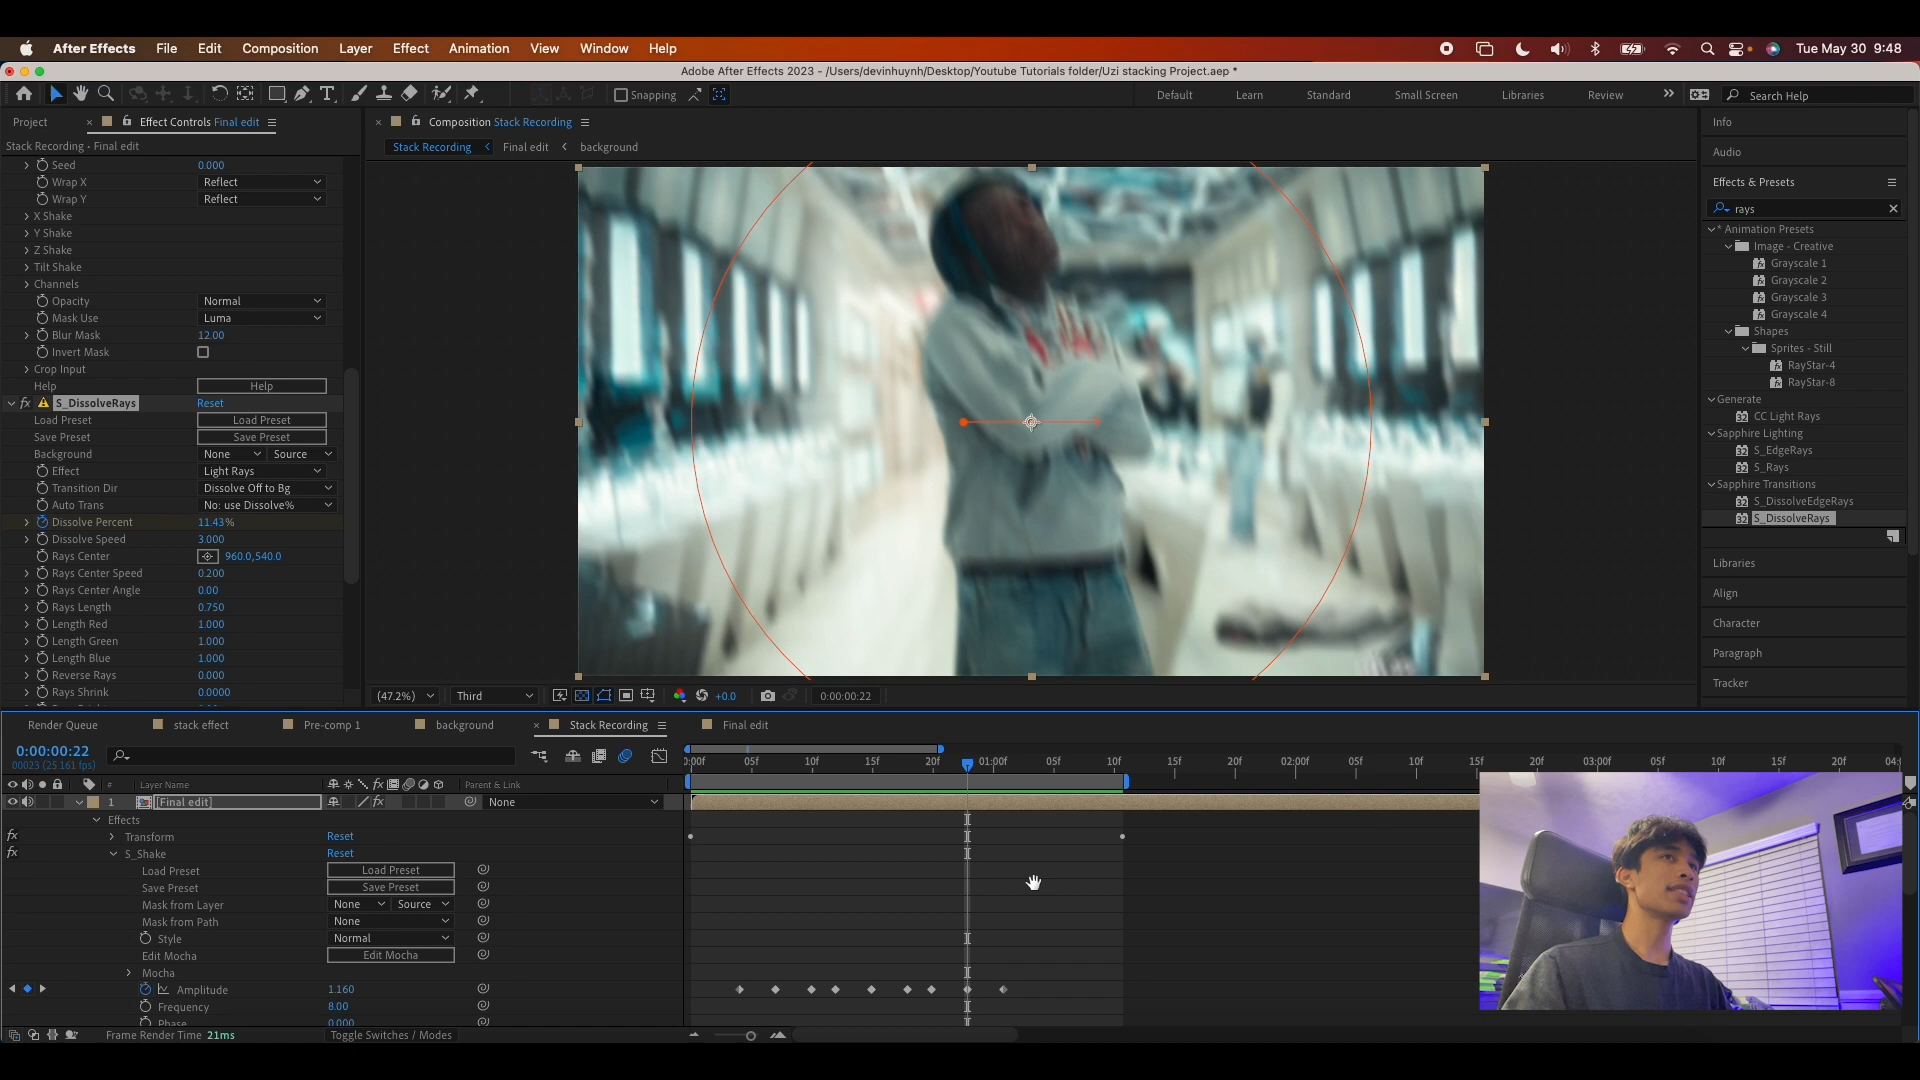 After Effects File Edit Composition Layer Effect Animation View Window Help Tue May 30 9:48
Adobe After Effects 2023 - /Users/devinhuynh/Desktop/Youtube Tutorials folder/Uzi stacking Project.aep *
Snapping Default Learn Standard Small Screen Libraries Review Search Help
Project Effect Controls Final edit
Stack Recording • Final edit
Seed 0.000
Wrap X Reflect
Wrap Y Reflect
X Shake
Y Shake
Z Shake
Tilt Shake
Channels
Opacity Normal
Mask Use Luma
Blur Mask 12.00
Invert Mask
Crop Input
Help Help
fx S_DissolveRays Reset
Load Preset Load Preset
Save Preset Save Preset
Background None Source
Effect Light Rays
Transition Dir Dissolve Off to Bg
Auto Trans No: use Dissolve%
Dissolve Percent 11.43%
Dissolve Speed 3.000
Rays Center 960.0,540.0
Rays Center Speed 0.200
Rays Center Angle 0.00
Rays Length 0.750
Length Red 1.000
Length Green 1.000
Length Blue 1.000
Reverse Rays 0.000
Rays Shrink 0.0000
Composition Stack Recording
Stack Recording Final edit background
(47.2%) Third +0.0 0:00:00:22
Info
Audio
Effects & Presets
rays
* Animation Presets
Image - Creative
Grayscale 1
Grayscale 2
Grayscale 3
Grayscale 4
Shapes
Sprites - Still
RayStar-4
RayStar-8
Generate
CC Light Rays
Sapphire Lighting
S_EdgeRays
S_Rays
Sapphire Transitions
S_DissolveEdgeRays
S_DissolveRays
Libraries
Align
Character
Paragraph
Tracker
Render Queue stack effect Pre-comp 1 background Stack Recording Final edit
0:00:00:22
00023 (25.161 fps)
:00f 05f 10f 15f 20f 01:00f 05f 10f 15f 20f 02:00f 05f 10f 15f 20f 03:00f 05f 10f 15f 20f 04:
# Layer Name fx Parent & Link
1 [Final edit] fx None
Effects
fx Transform Reset
fx S_Shake Reset
Load Preset Load Preset
Save Preset Save Preset
Mask from Layer None Source
Mask from Path None
Style Normal
Edit Mocha Edit Mocha
Mocha
Amplitude 1.160
Frequency 8.00
Phase 0.000
Frame Render Time 21ms Toggle Switches / Modes